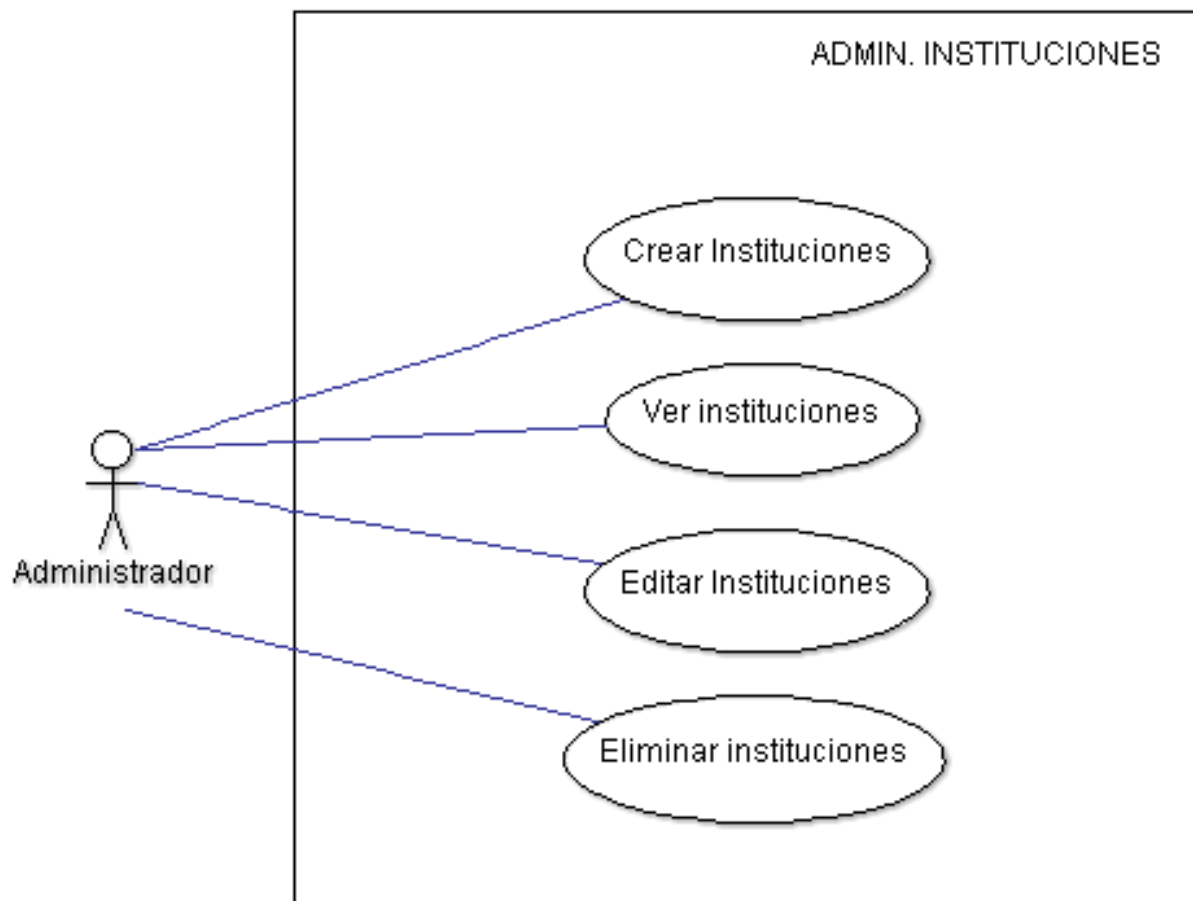 ADMIN. INSTITUCIONES
Crear Instituciones
Ver instituciones
Editar Instituciones
Administrador
Eliminar instituciones